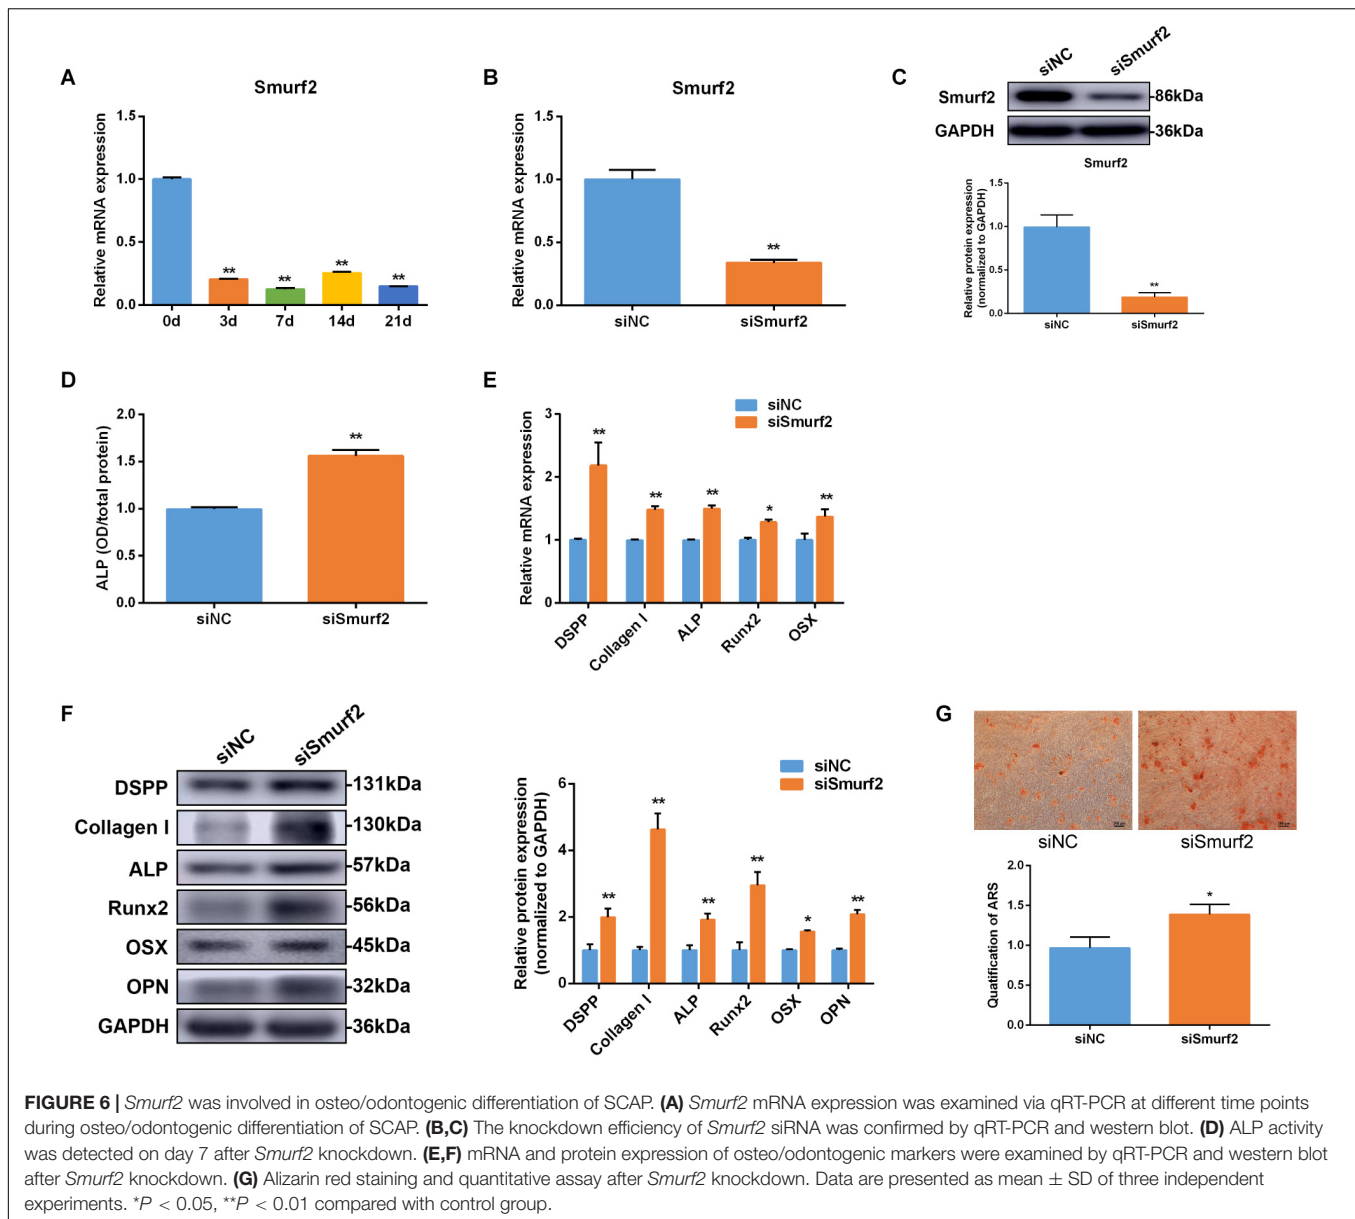 A
Smurf2
Relative mRNA expression
1.5
1.0
0.5
0.0
** ** ** **
0d 3d 7d 14d 21d
B
Smurf2
Relative mRNA expression
1.5
1.0
0.5
0.0
**
siNC siSmurf2
C
siNC siSmurf2
Smurf2 -86kDa
GAPDH -36kDa
Smurf2
Relative protein expression
(normalized to GAPDH)
1.5
1.0
0.5
0.0
**
siNC siSmurf2
D
ALP (OD/total protein)
2.0
1.5
1.0
0.5
0.0
**
siNC siSmurf2
E
siNC
siSmurf2
Relative mRNA expression
3
2
1
0
** ** ** * **
DSPP Collagen I ALP Runx2 OSX
F
siNC siSmurf2
DSPP -131kDa
Collagen I -130kDa
ALP -57kDa
Runx2 -56kDa
OSX -45kDa
OPN -32kDa
GAPDH -36kDa
siNC
siSmurf2
Relative protein expression
(normalized to GAPDH)
6
4
2
0
** ** ** ** * **
DSPP Collagen I ALP Runx2 OSX OPN
G
siNC siSmurf2
Quatification of ARS
2.0
1.5
1.0
0.5
0.0
*
siNC siSmurf2
FIGURE 6 | Smurf2 was involved in osteo/odontogenic differentiation of SCAP. (A) Smurf2 mRNA expression was examined via qRT-PCR at different time points
during osteo/odontogenic differentiation of SCAP. (B,C) The knockdown efficiency of Smurf2 siRNA was confirmed by qRT-PCR and western blot. (D) ALP activity
was detected on day 7 after Smurf2 knockdown. (E,F) mRNA and protein expression of osteo/odontogenic markers were examined by qRT-PCR and western blot
after Smurf2 knockdown. (G) Alizarin red staining and quantitative assay after Smurf2 knockdown. Data are presented as mean ± SD of three independent
experiments. *P < 0.05, **P < 0.01 compared with control group.